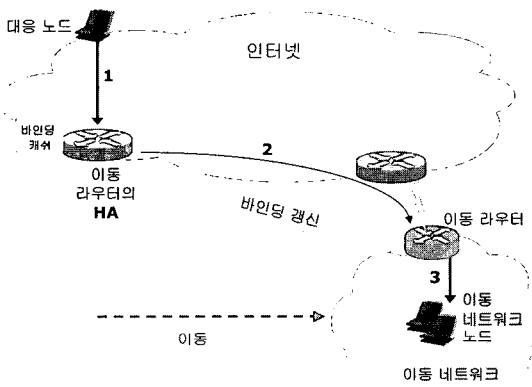 대응 노드
인터넷
1
바인딩
캐쉬
2
이동
라우터의
HA
바인딩 갱신
이동 라우터
3
이동
네트워크
노드
이동
이동 네트워크